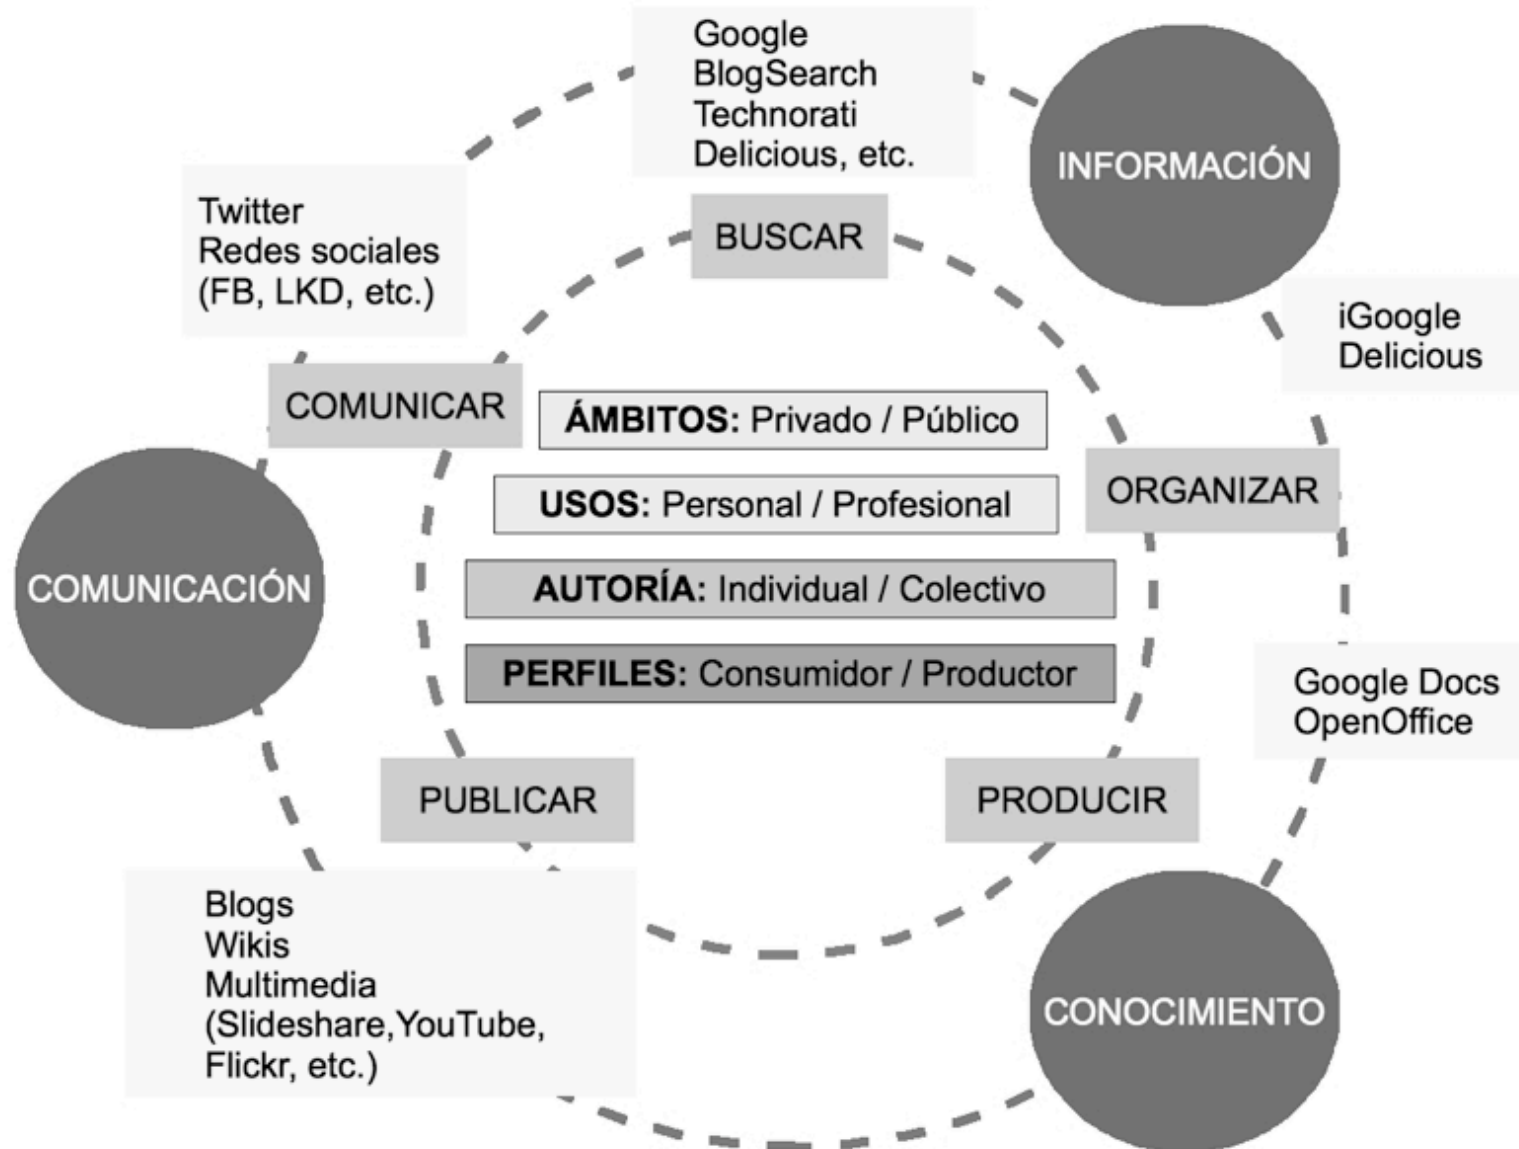 Google
BlogSearch
Technorati
Delicious, etc.
INFORMACIÓN
Twitter
Redes sociales
(FB, LKD, etc.)
BUSCAR
iGoogle
Delicious
COMUNICAR
ÁMBITOS: Privado / Público
ORGANIZAR
USOS: Personal / Profesional
COMUNICACIÓN
AUTORÍA: Individual / Colectivo
PERFILES: Consumidor / Productor
Google Docs
OpenOffice
PUBLICAR
PRODUCIR
Blogs
Wikis
Multimedia
(Slideshare,YouTube,
Flickr, etc.)
CONOCIMIENTO